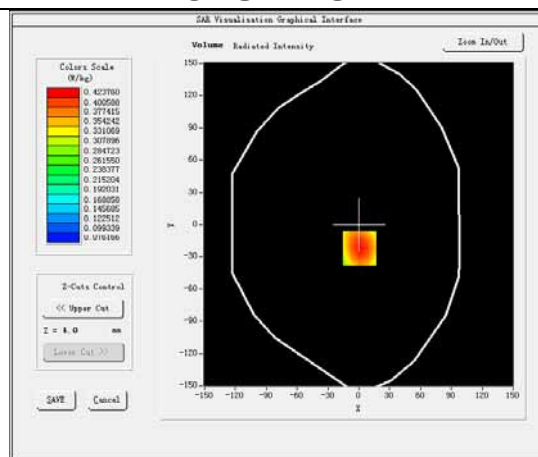 SAR Visualisation Graphical Interface
Volume Radiated Intensity
Zoom In/Out
Colors Scale
(W/kg)
0.423760
0.400588
0.377415
0.354242
0.331069
0.307896
0.284723
0.261550
0.238377
0.215204
0.192031
0.168858
0.145685
0.122512
0.099339
0.076166
Z-Cuts Control
<< Upper Cut
Z = 4.0 mm
Lower Cut >>
SAVE Cancel
150-
120-
90-
60-
30-
0-
-30-
-60-
-90-
-120-
-150-
Y
-150 -120 -90 -60 -30 0 30 60 90 120 150
X